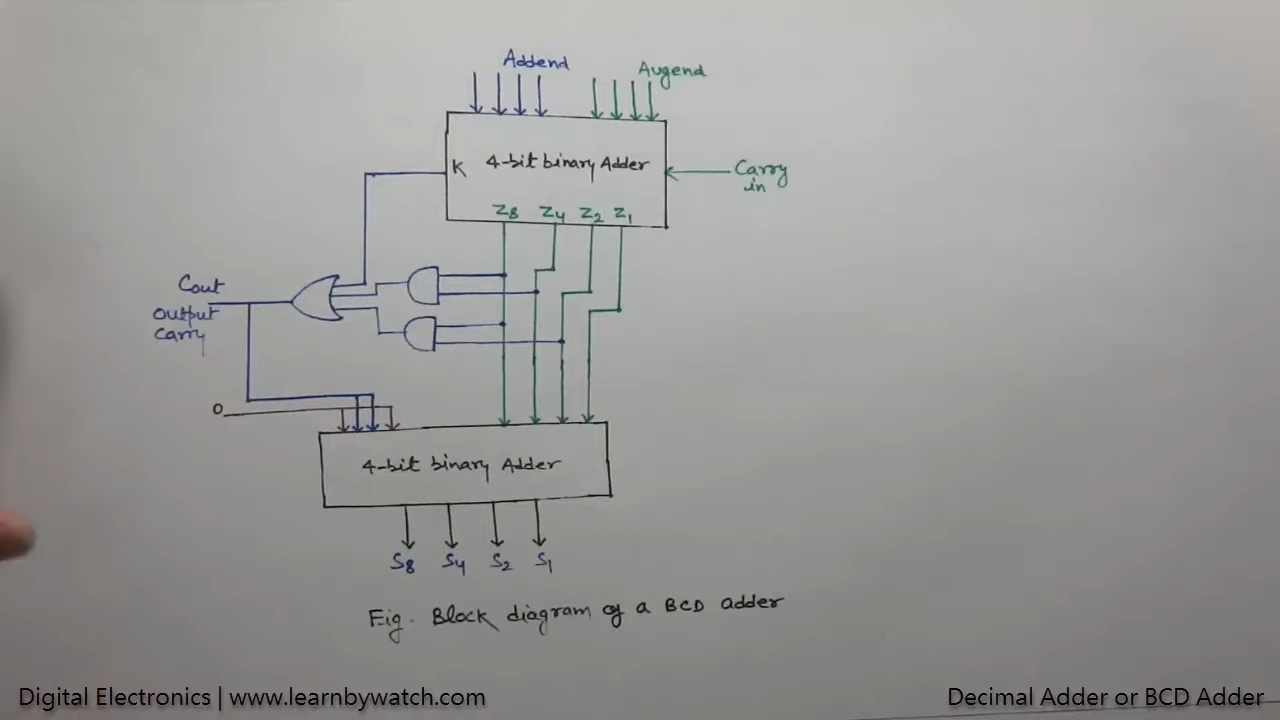 Addend
Augend
K 4-bit binary Adder
Carry in
Z8 Z4 Z2 Z1
Cout
output
carry
0
4-bit binary Adder
S8 S4 S2 S1
Fig. Block diagram of a BCD adder
Digital Electronics | www.learnbywatch.com
Decimal Adder or BCD Adder